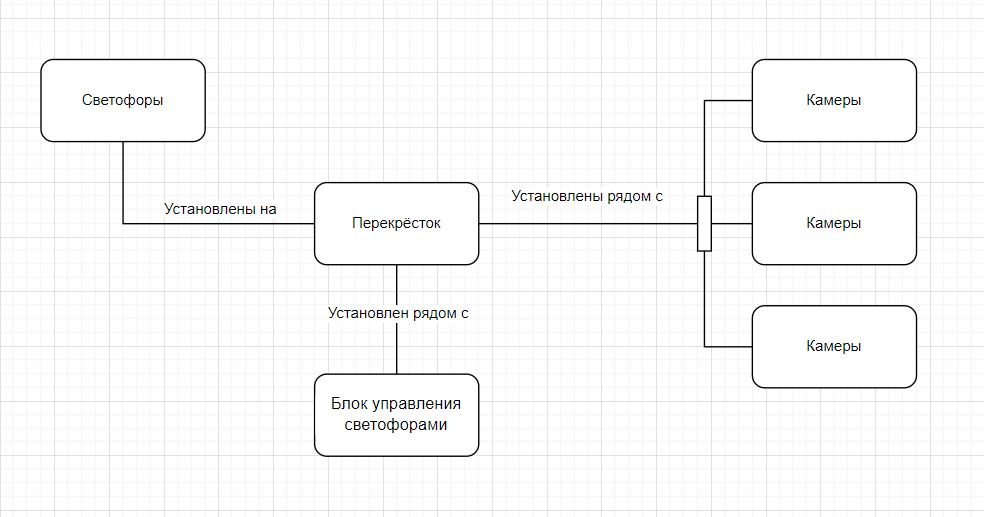 Светофоры
Камеры
Установлены на
Установлены рядом с
Перекрёсток
Камеры
Установлен рядом с
Камеры
Блок управления
светофорами